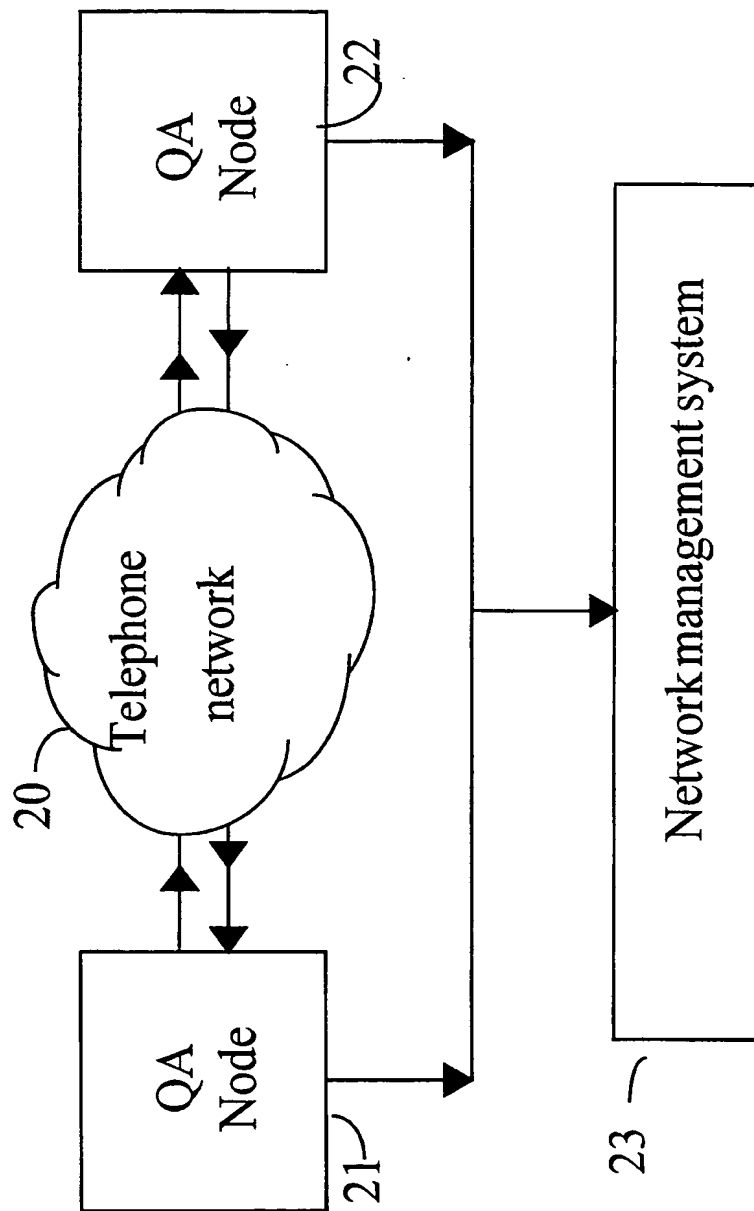 20
Telephone
network
QA
Node
21
QA
Node
22
Network management system
23